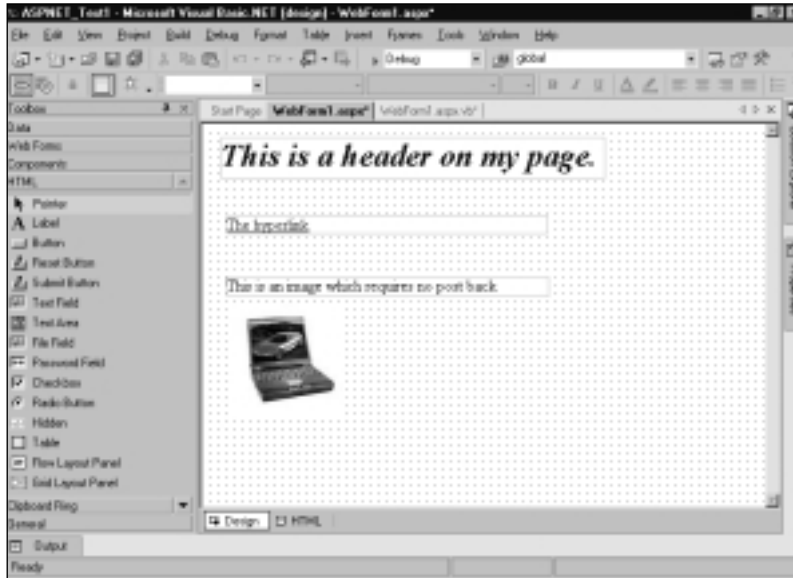 ASPNET_Test1 - Microsoft Visual Basic.NET [design] - WebForm1.aspx*
File Edit View Project Build Debug Format Table Insert Frames Tools Window Help
Debug global
B I U
Toolbox
Start Page WebForm1.aspx* WebForm1.aspx.vb*
Data
Web Forms
Components
HTML
Pointer
Label
Button
Reset Button
Submit Button
Text Field
Text Area
File Field
Password Field
Checkbox
Radio Button
Hidden
Table
Flow Layout Panel
Grid Layout Panel
Clipboard Ring
General
This is a header on my page.
The hyperlink
This is an image which requires no post back
Design HTML
Output
Ready